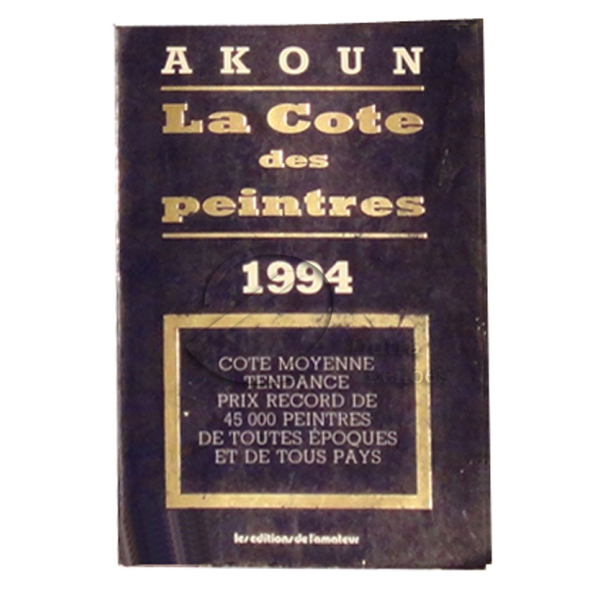 AKOUN
La Cote
des
peintres
1994
COTE MOYENNE
TENDANCE
PRIX RECORD DE
45 000 PEINTRES
DE TOUTES ÉPOQUES
ET DE TOUS PAYS
les editions de l'amateur